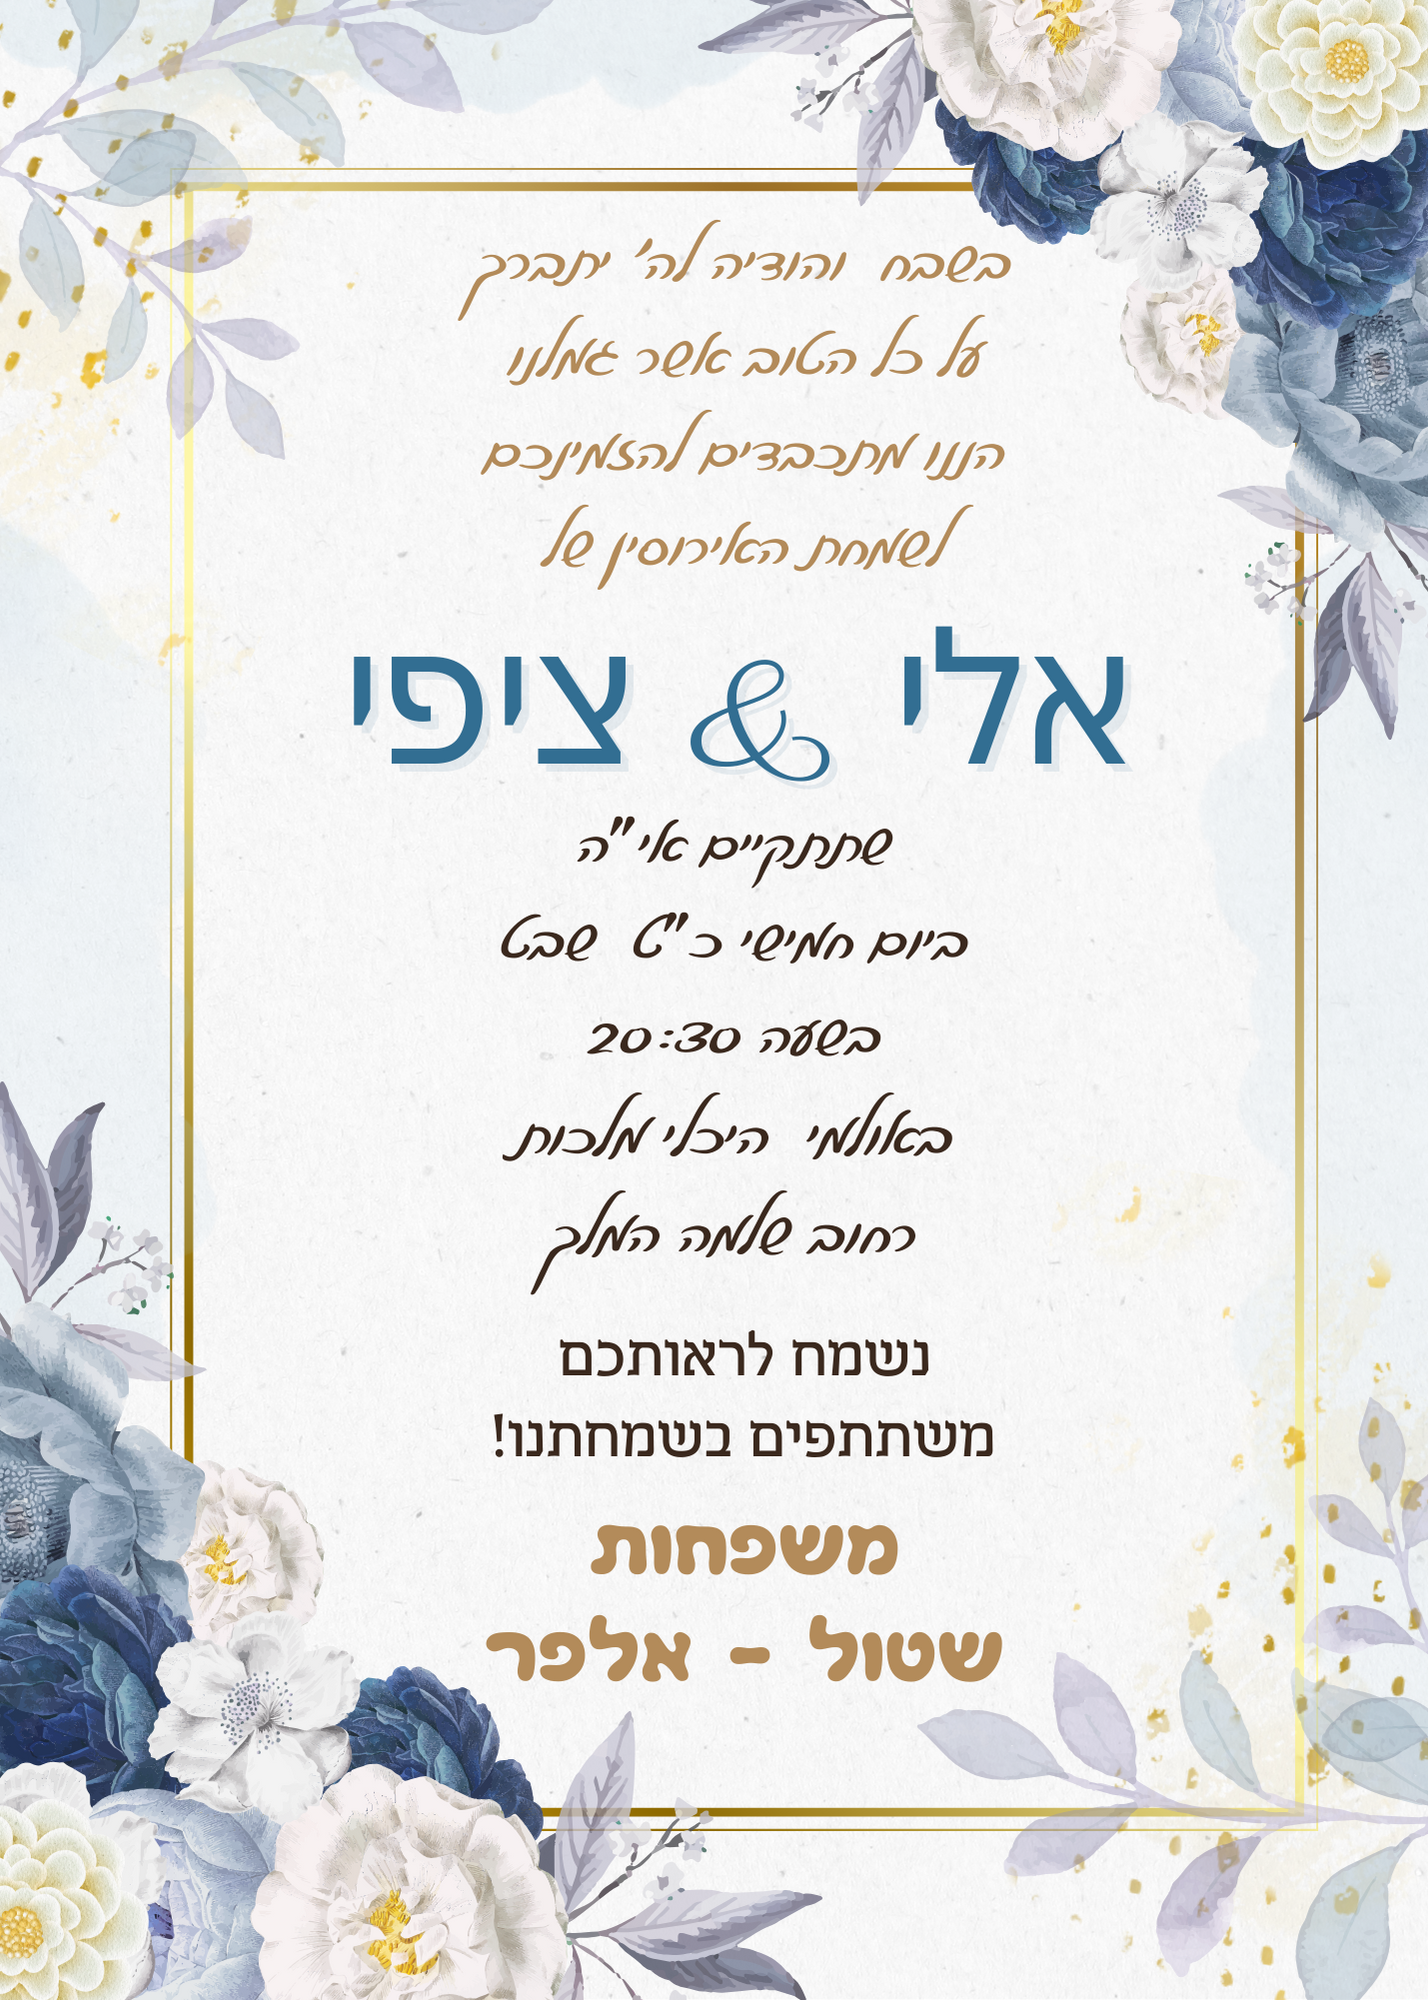 בשבח והודיה לה' יתברך
על כל הטוב אשר גמלנו
הננו מתכבדים להזמינכם
לשמחת האירוסין של
אלי & ציפי
שתתקיים אי"ה
ביום חמישי כ"ט שבט
בשעה 20:30
באולמי היכלי מלכות
רחוב שלמה המלך
נשמח לראותכם
משתתפים בשמחתנו!
משפחות
שטול - אלפר